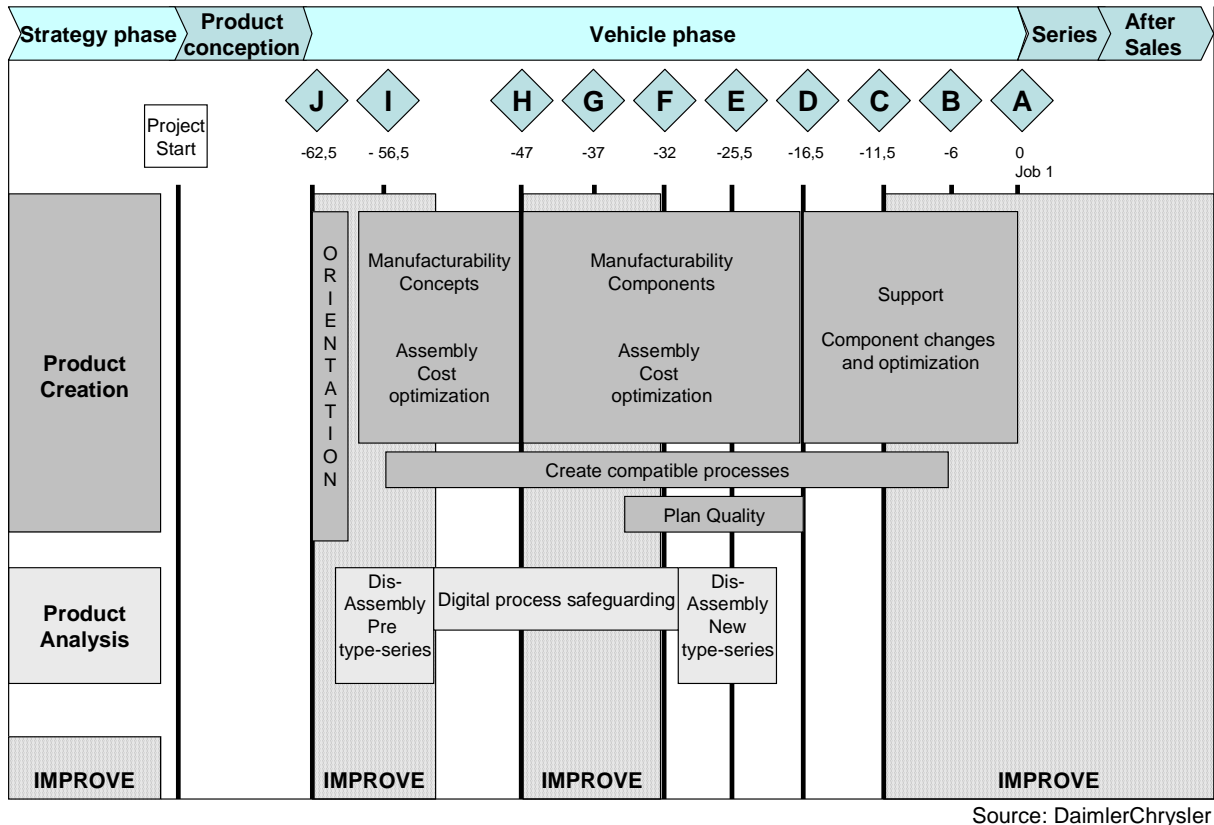 Strategy phase
Product
conception
Vehicle phase
Series
After
Sales
Project
Start
J
I
H
G
F
E
D
C
B
A
-62,5
- 56,5
-47
-37
-32
-25,5
-16,5
-11,5
-6
0
Job 1
Product
Creation
O
R
I
E
N
T
A
T
I
O
N
Manufacturability
Concepts
Assembly
Cost
optimization
Manufacturability
Components
Assembly
Cost
optimization
Support
Component changes
and optimization
Create compatible processes
Plan Quality
Product
Analysis
Dis-
Assembly
Pre
type-series
Digital process safeguarding
Dis-
Assembly
New
type-series
IMPROVE
IMPROVE
IMPROVE
IMPROVE
Source: DaimlerChrysler